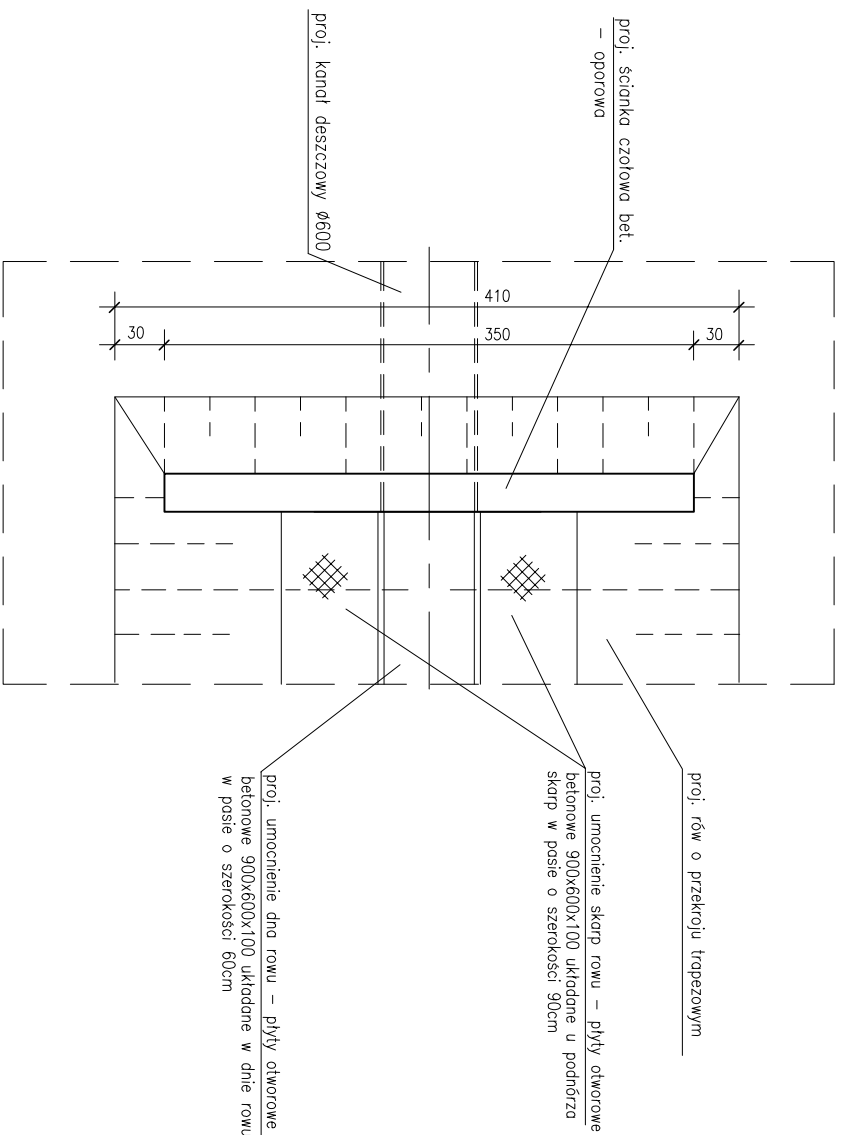 proj. ścianka czołowa bet.
– oporowa
proj. kanał deszczowy ø600
410
30
350
30
proj. rów o przekroju trapezowym
proj. umocnienie skarp rowu – płyty otworowe
betonowe 900x600x100 układane u podnórza
skarp w pasie o szerokości 90cm
proj. umocnienie dna rowu – płyty otworowe
betonowe 900x600x100 układane w dnie rowu
w pasie o szerokości 60cm